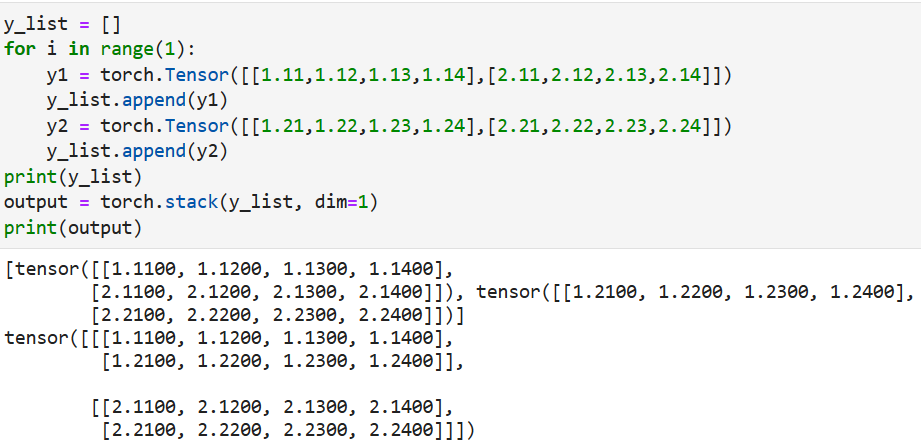 y_list = []
for i in range(1):
    y1 = torch.Tensor([[1.11,1.12,1.13,1.14],[2.11,2.12,2.13,2.14]])
    y_list.append(y1)
    y2 = torch.Tensor([[1.21,1.22,1.23,1.24],[2.21,2.22,2.23,2.24]])
    y_list.append(y2)
print(y_list)
output = torch.stack(y_list, dim=1)
print(output)
[tensor([[1.1100, 1.1200, 1.1300, 1.1400],
        [2.1100, 2.1200, 2.1300, 2.1400]]), tensor([[1.2100, 1.2200, 1.2300, 1.2400],
        [2.2100, 2.2200, 2.2300, 2.2400]])]
tensor([[[1.1100, 1.1200, 1.1300, 1.1400],
         [1.2100, 1.2200, 1.2300, 1.2400]],

        [[2.1100, 2.1200, 2.1300, 2.1400],
         [2.2100, 2.2200, 2.2300, 2.2400]]])